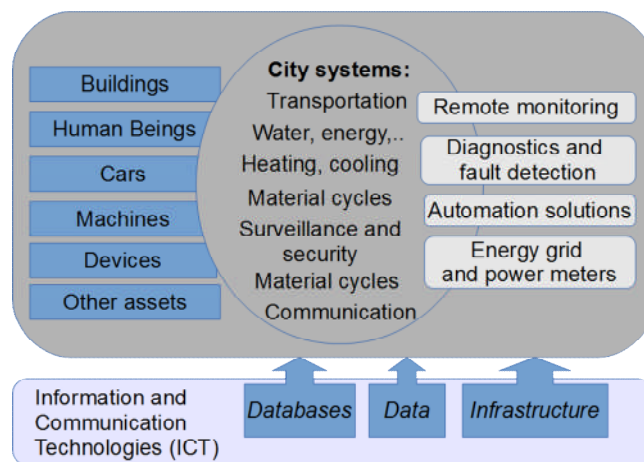 Buildings
Human Beings
Cars
Machines
Devices
Other assets
City systems:
Transportation
Water, energy,..
Heating, cooling
Material cycles
Surveillance and
security
Material cycles
Communication
Remote monitoring
Diagnostics and
fault detection
Automation solutions
Energy grid
and power meters
Information and
Communication
Technologies (ICT)
Databases
Data
Infrastructure